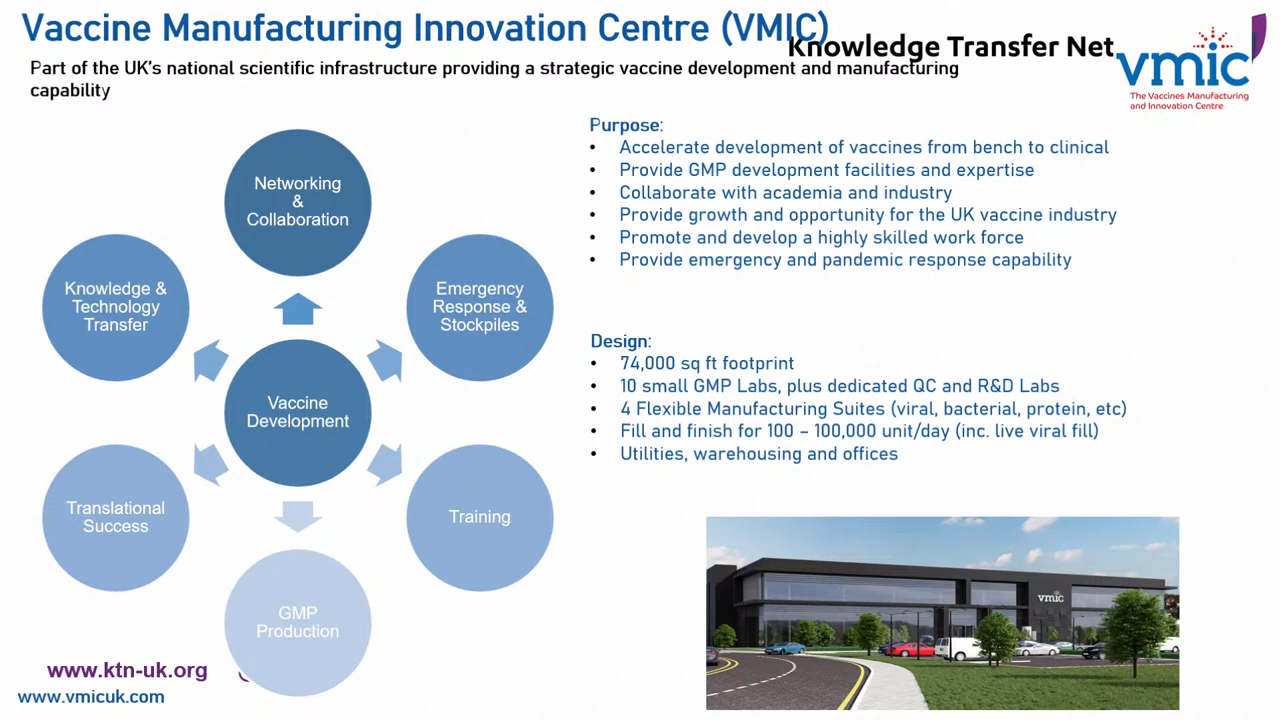 Vaccine Manufacturing Innovation Centre (VMIC)
Knowledge Transfer Net
Part of the UK's national scientific infrastructure providing a strategic vaccine development and manufacturing
capability
vmic
The Vaccines Manufacturing
and Innovation Centre
Networking
&
Collaboration
Knowledge &
Technology
Transfer
Emergency
Response &
Stockpiles
Vaccine
Development
Translational
Success
Training
GMP
Production
Purpose:
• Accelerate development of vaccines from bench to clinical
• Provide GMP development facilities and expertise
• Collaborate with academia and industry
• Provide growth and opportunity for the UK vaccine industry
• Promote and develop a highly skilled work force
• Provide emergency and pandemic response capability
Design:
• 74,000 sq ft footprint
• 10 small GMP Labs, plus dedicated QC and R&D Labs
• 4 Flexible Manufacturing Suites (viral, bacterial, protein, etc)
• Fill and finish for 100 – 100,000 unit/day (inc. live viral fill)
• Utilities, warehousing and offices
vmic
www.ktn-uk.org
www.vmicuk.com